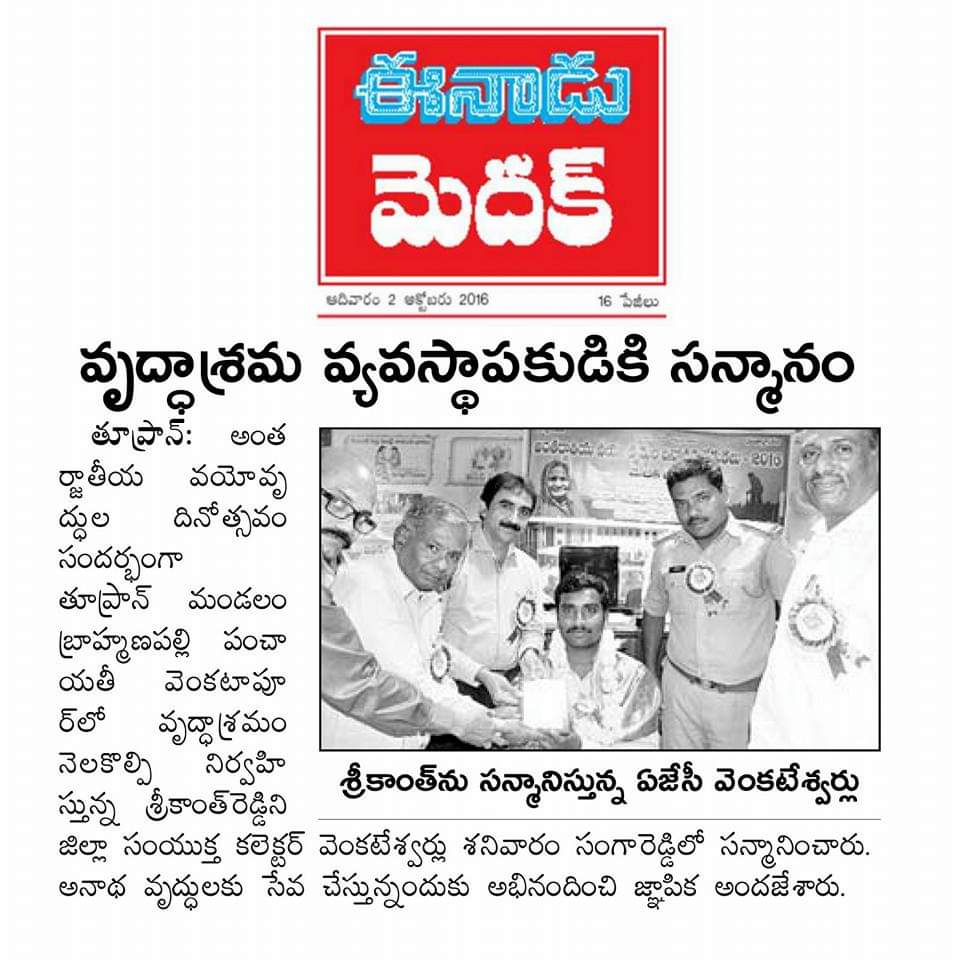 ఈనాడు
మెదక్
ఆదివారం 2 అక్టోబరు 2016 16 పేజీలు
వృద్ధాశ్రమ వ్యవస్థాపకుడికి సన్మానం
తూప్రాన్: అంత
ర్జాతీయ వయోవృ
ద్ధుల దినోత్సవం
సందర్భంగా
తూప్రాన్ మండలం
బ్రాహ్మణపల్లి పంచా
యతీ వెంకటాపూ
ర్‌లో వృద్ధాశ్రమం
నెలకొల్పి నిర్వహి
స్తున్న శ్రీకాంత్‌రెడ్డిని
జిల్లా సంయుక్త కలెక్టర్ వెంకటేశ్వర్లు శనివారం సంగారెడ్డిలో సన్మానించారు.
అనాథ వృద్ధులకు సేవ చేస్తున్నందుకు అభినందించి జ్ఞాపిక అందజేశారు.
శ్రీకాంత్‌ను సన్మానిస్తున్న ఏజేసీ వెంకటేశ్వర్లు